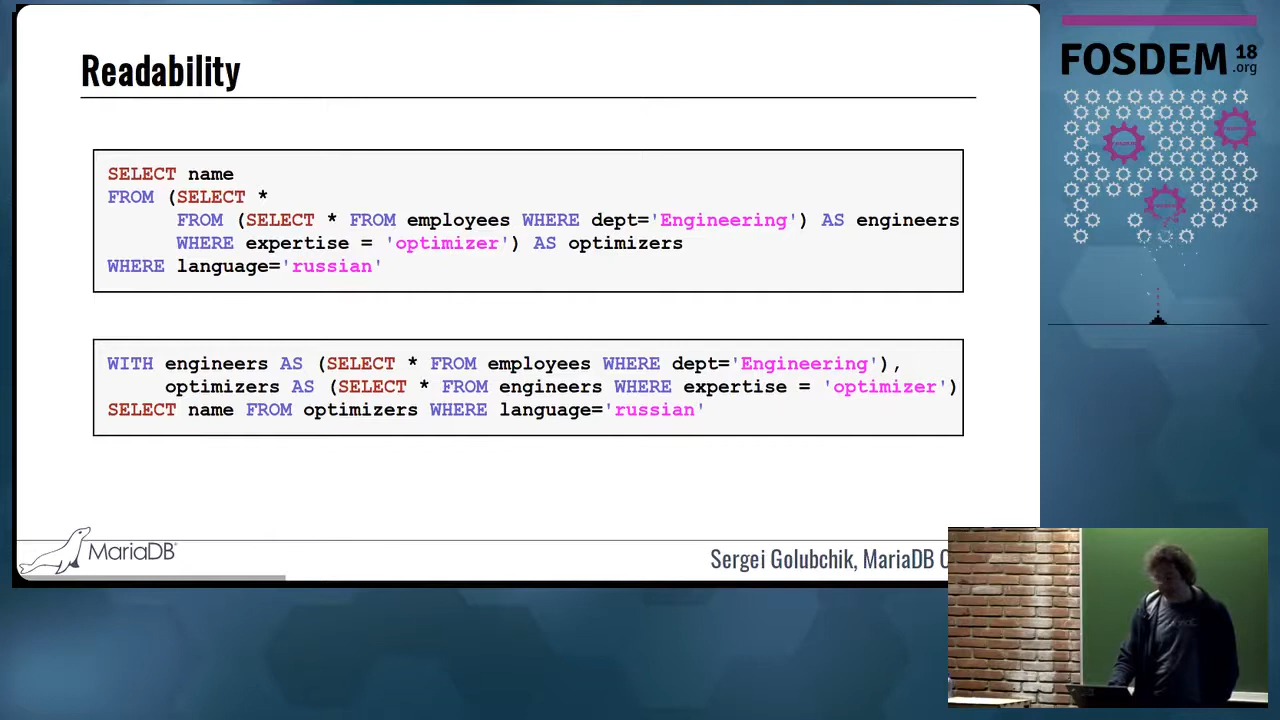 Readability
SELECT name
FROM (SELECT *
FROM (SELECT * FROM employees WHERE dept='Engineering') AS engineers
WHERE expertise = 'optimizer') AS optimizers
WHERE language='russian'
WITH engineers AS (SELECT * FROM employees WHERE dept='Engineering'),
optimizers AS (SELECT * FROM engineers WHERE expertise = 'optimizer')
SELECT name FROM optimizers WHERE language='russian'
MariaDB
Sergei Golubchik, MariaDB
FOSDEM 18
.org